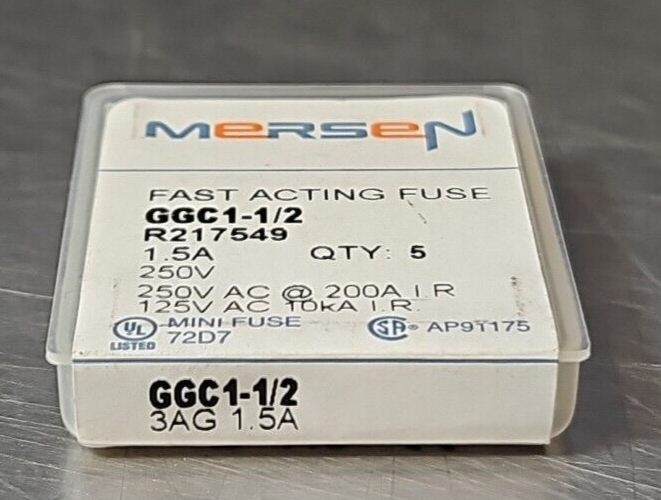 MERSEN
FAST ACTING FUSE
GGC1-1/2
R217549
1.5A QTY: 5
250V
250V AC @ 200A I.R
125V AC 10kA I.R.
UL LISTED MINI FUSE 72D7
SA® AP91175
GGC1-1/2
3AG 1.5A